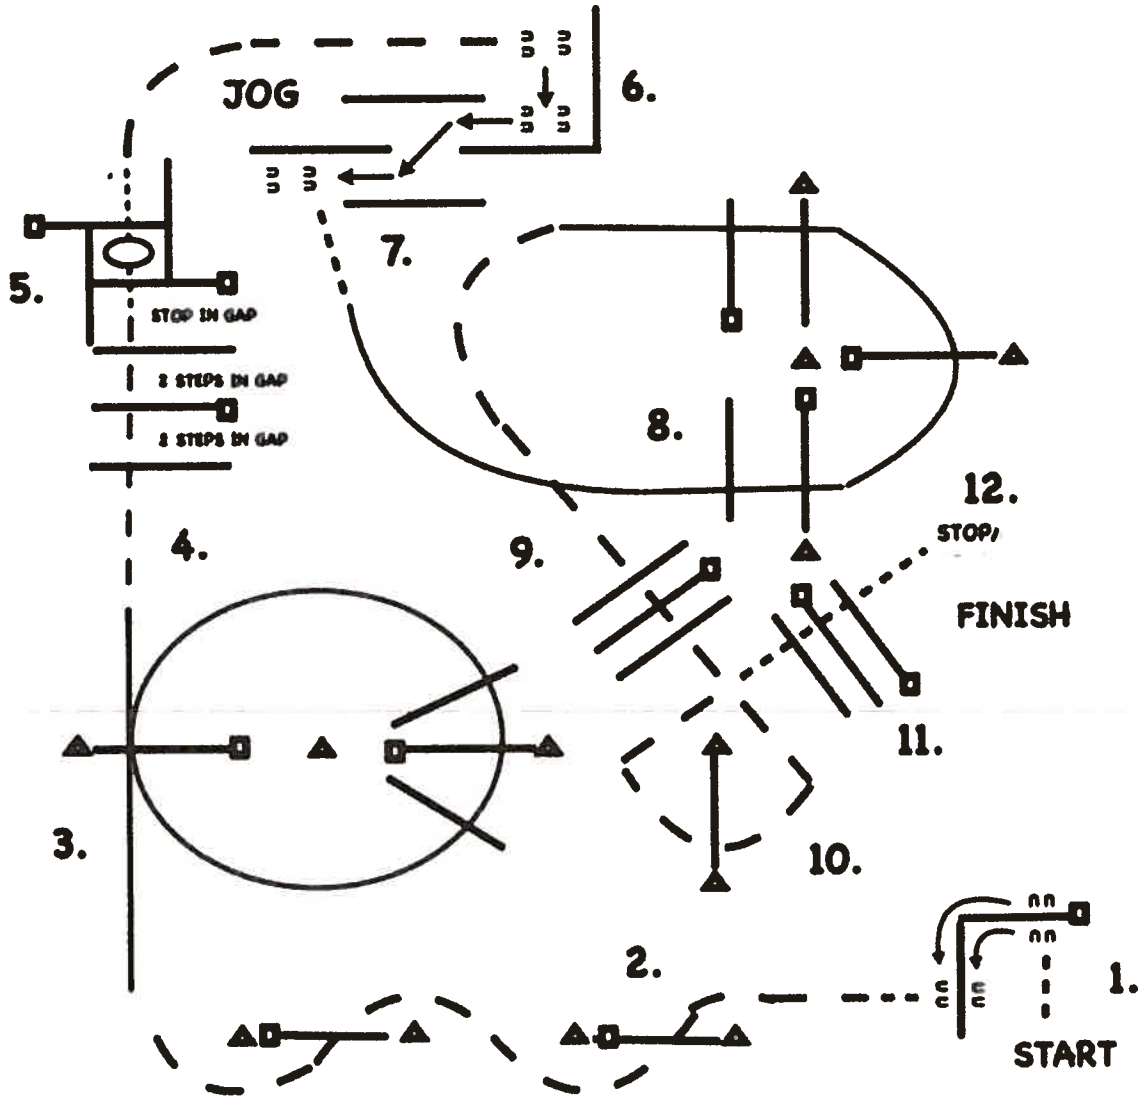 JOG
6.
7.
5.
STOP IN GAP
2 STEPS IN GAP
2 STEPS IN GAP
8.
12.
STOP/
4.
9.
FINISH
11.
3.
10.
2.
1.
START